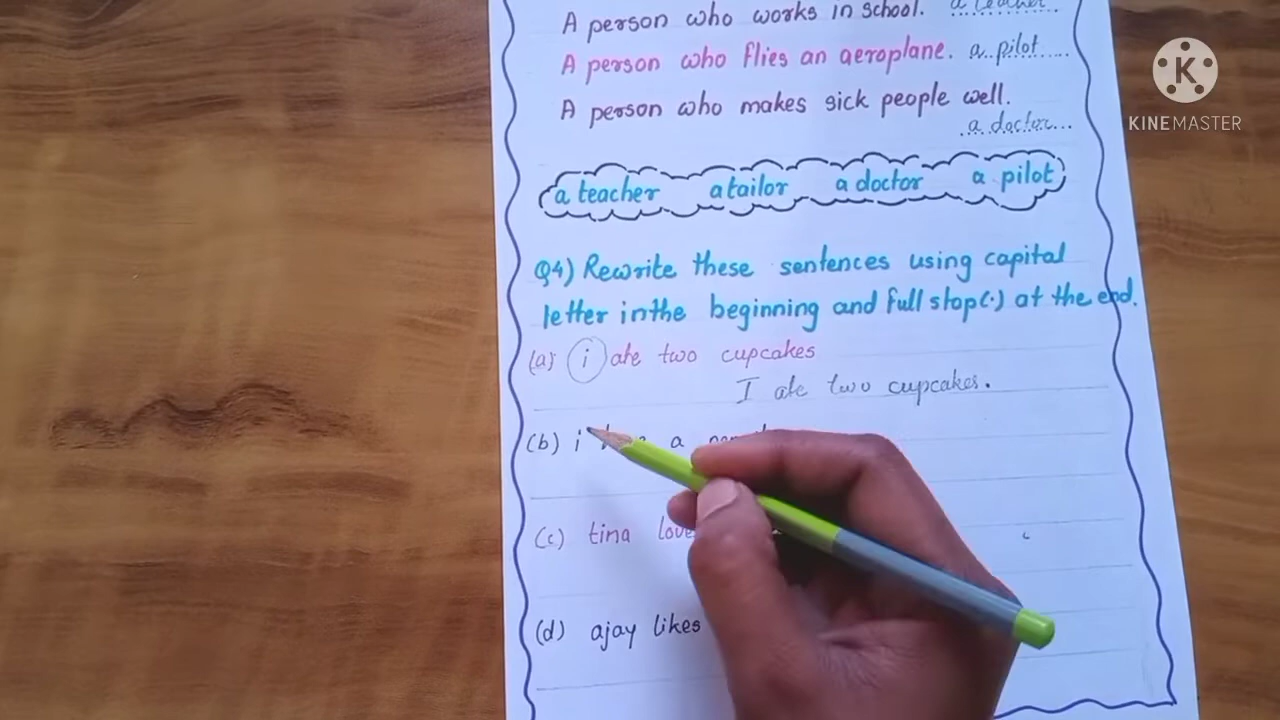 A person who works in school. a teacher
A person who flies an aeroplane. a pilot
A person who makes sick people well.
a doctor
a teacher a tailor a doctor a pilot
Q4) Rewrite these sentences using capital
letter in the beginning and full stop(.) at the end.
(a) i ate two cupcakes
I ate two cupcakes.
(b) i a
(c) tina
(d) ajay likes
K
KINEMASTER